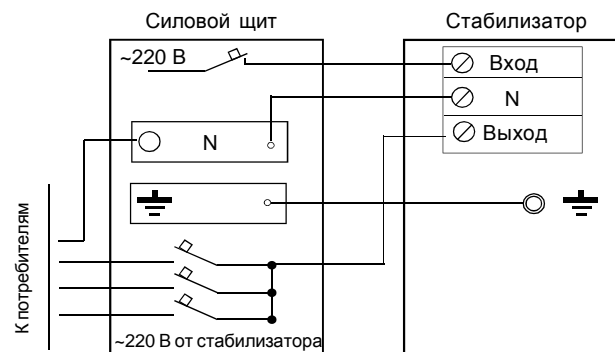 Силовой щит
Стабилизатор
~220 В
Вход
N
Выход
N
К потребителям
~220 В от стабилизатора